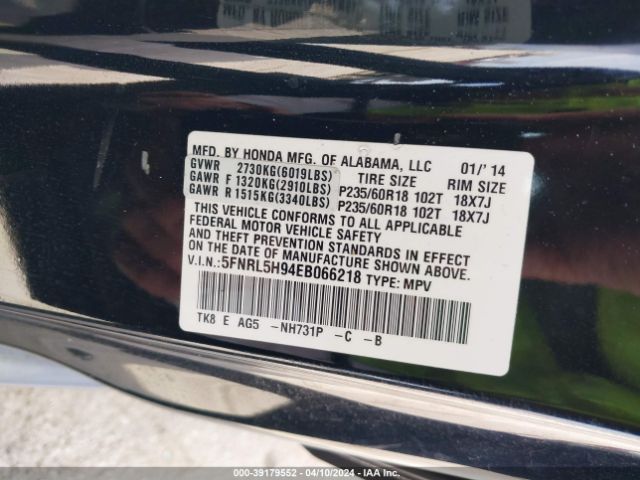 MFD. BY HONDA MFG. OF ALABAMA, LLC 01/'14
GVWR 2730KG(6019LBS) TIRE SIZE RIM SIZE
GAWR F 1320KG(2910LBS) P235/60R18 102T 18X7J
GAWR R 1515KG(3340LBS) P235/60R18 102T 18X7J
THIS VEHICLE CONFORMS TO ALL APPLICABLE
FEDERAL MOTOR VEHICLE SAFETY
AND THEFT PREVENTION STANDARDS IN EFFECT
ON THE DATE OF MANUFACTURE SHOWN ABOVE.
V.I.N.:5FNRL5H94EB066218 TYPE: MPV
TK8 E AG5 -NH731P -C -B
000-39179552 - 04/10/2024 - IAA Inc.